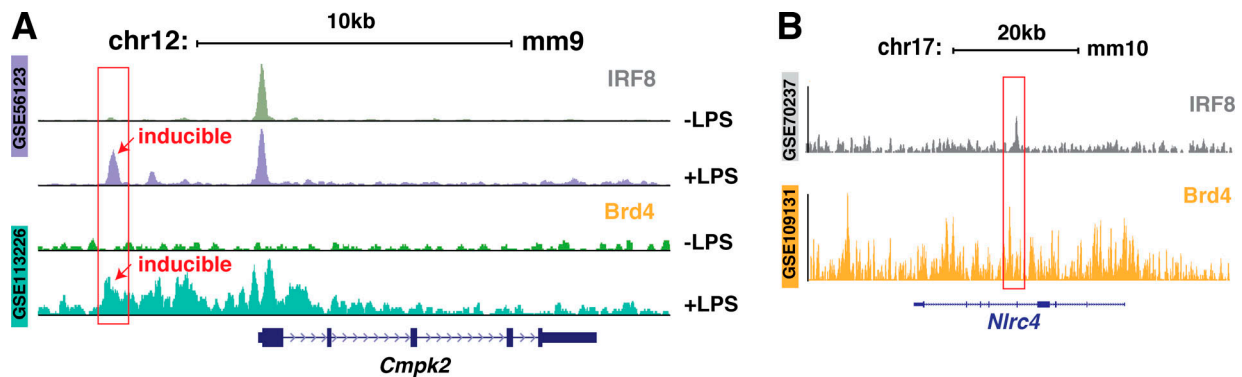 A
10kb
chr12:
mm9
GSE56123
IRF8
-LPS
inducible
+LPS
Brd4
-LPS
GSE113226
inducible
+LPS
Cmpk2
B
20kb
chr17:
mm10
GSE70237
IRF8
GSE109131
Brd4
Nlrc4